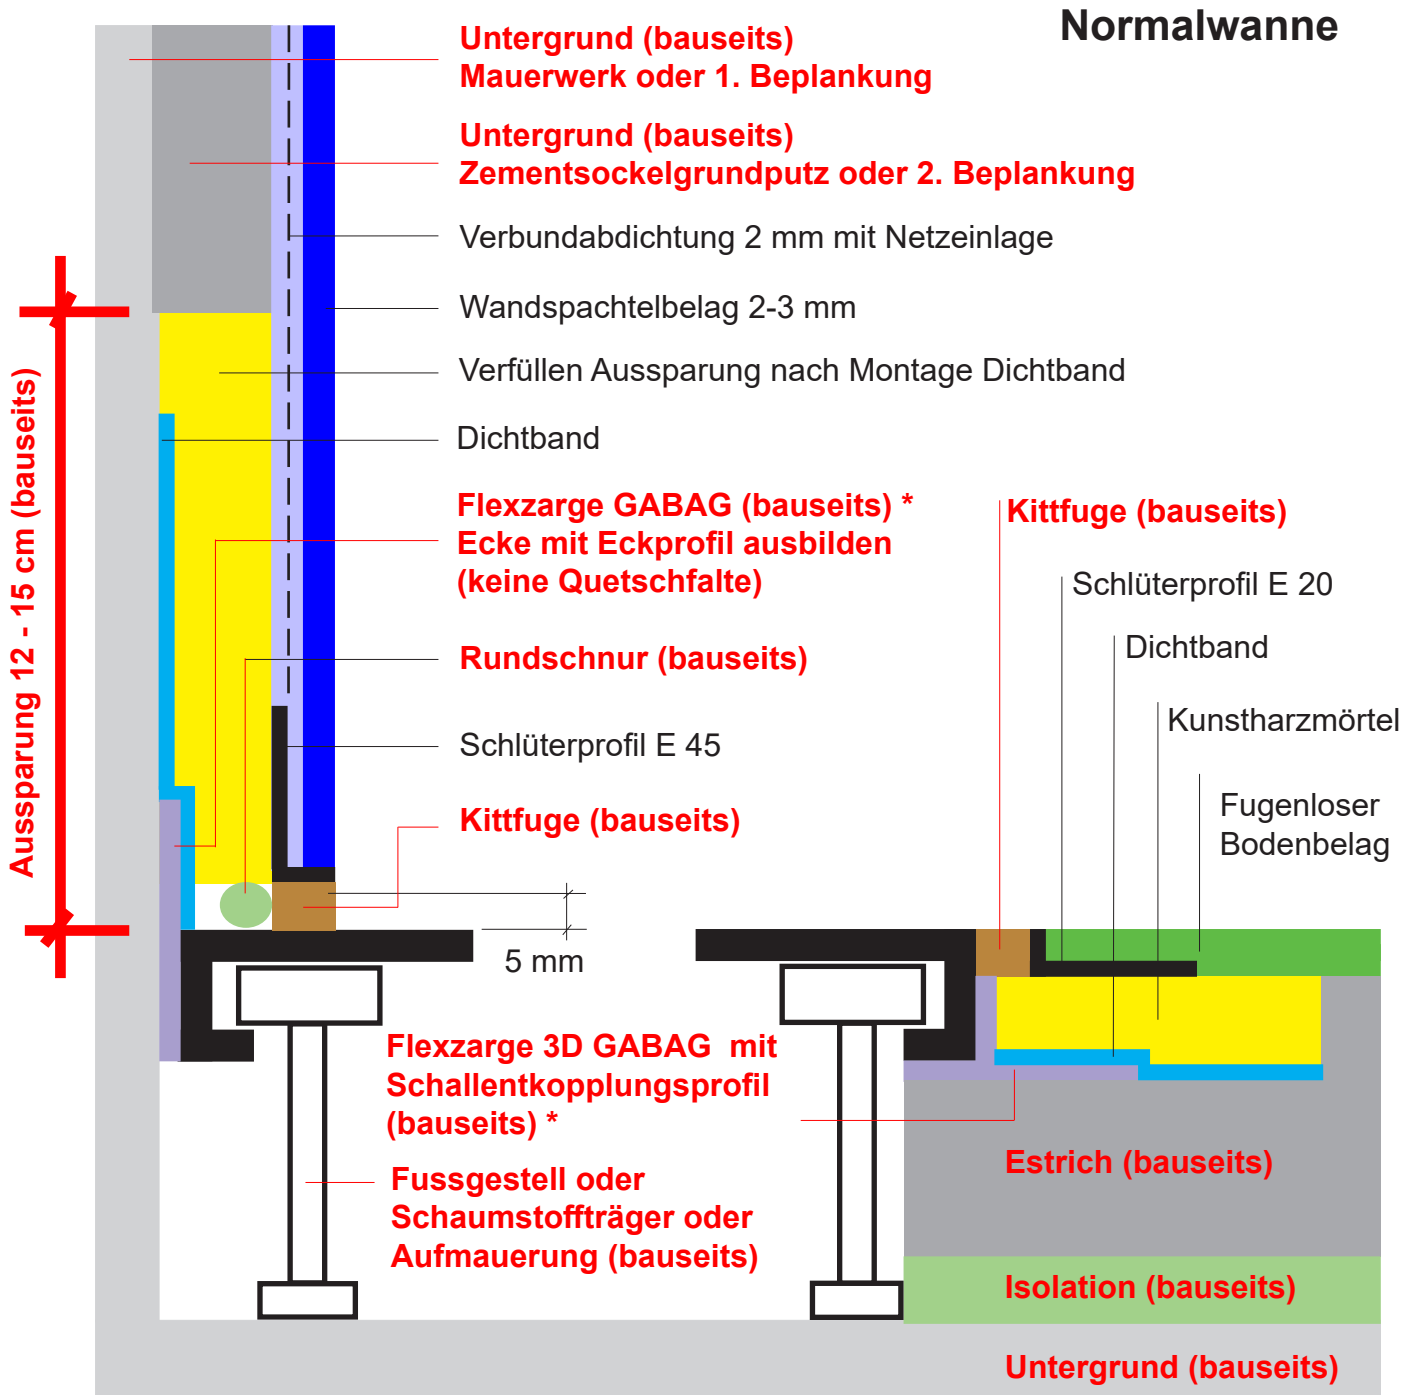 Normalwanne
Untergrund (bauseits)
Mauerwerk oder 1. Beplankung
Untergrund (bauseits)
Zementsockelgrundputz oder 2. Beplankung
Verbundabdichtung 2 mm mit Netzeinlage
Wandspachtelbelag 2-3 mm
Verfüllen Aussparung nach Montage Dichtband
Dichtband
Flexzarge GABAG (bauseits) *
Ecke mit Eckprofil ausbilden
(keine Quetschfalte)
Rundschnur (bauseits)
Schlüterprofil E 45
Kittfuge (bauseits)
Aussparung 12 - 15 cm (bauseits)
5 mm
Kittfuge (bauseits)
Schlüterprofil E 20
Dichtband
Kunstharzmörtel
Fugenloser
Bodenbelag
Flexzarge 3D GABAG mit
Schallentkopplungsprofil
(bauseits) *
Fussgestell oder
Schaumstoffträger oder
Aufmauerung (bauseits)
Estrich (bauseits)
Isolation (bauseits)
Untergrund (bauseits)